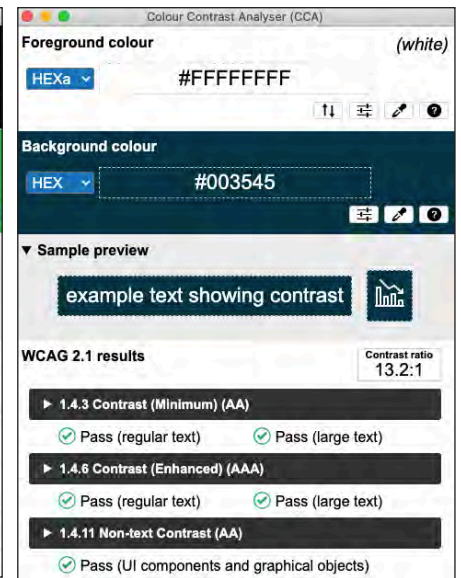 Colour Contrast Analyser (CCA)
Foreground colour
(white)
HEXa
#FFFFFFFF
Background colour
HEX
#003545
▼ Sample preview
example text showing contrast
WCAG 2.1 results
Contrast ratio
13.2:1
▶ 1.4.3 Contrast (Minimum) (AA)
Pass (regular text) Pass (large text)
▶ 1.4.6 Contrast (Enhanced) (AAA)
Pass (regular text) Pass (large text)
▶ 1.4.11 Non-text Contrast (AA)
Pass (UI components and graphical objects)